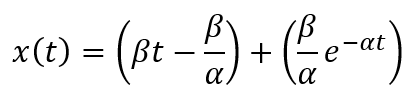 x(t) = (βt − β/α) + (β/α e^{−αt})